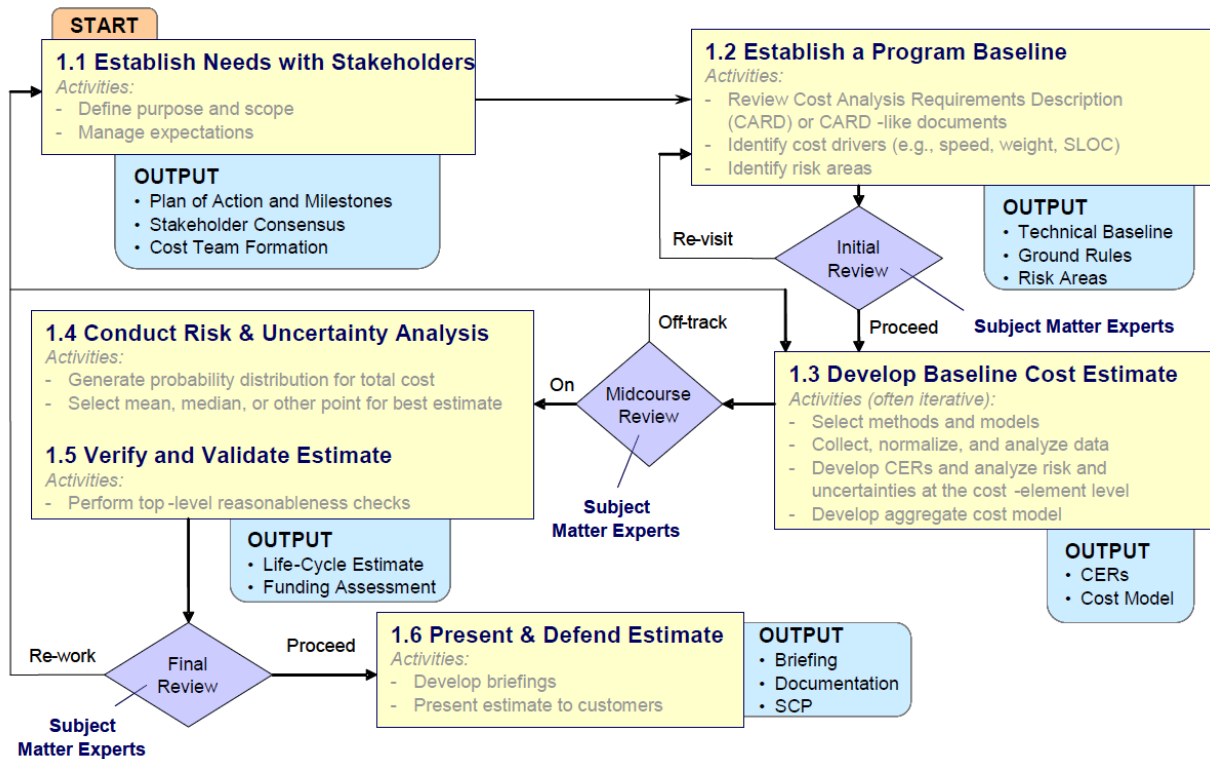 START
1.1 Establish Needs with Stakeholders
Activities:
- Define purpose and scope
- Manage expectations
OUTPUT
• Plan of Action and Milestones
• Stakeholder Consensus
• Cost Team Formation
1.2 Establish a Program Baseline
Activities:
- Review Cost Analysis Requirements Description
(CARD) or CARD -like documents
- Identify cost drivers (e.g., speed, weight, SLOC)
- Identify risk areas
OUTPUT
• Technical Baseline
• Ground Rules
• Risk Areas
Re-visit
Initial
Review
Subject Matter Experts
Proceed
1.3 Develop Baseline Cost Estimate
Activities (often iterative):
- Select methods and models
- Collect, normalize, and analyze data
- Develop CERs and analyze risk and
uncertainties at the cost -element level
- Develop aggregate cost model
OUTPUT
• CERs
• Cost Model
Off-track
On
Midcourse
Review
Subject
Matter Experts
1.4 Conduct Risk & Uncertainty Analysis
Activities:
- Generate probability distribution for total cost
- Select mean, median, or other point for best estimate
1.5 Verify and Validate Estimate
Activities:
- Perform top -level reasonableness checks
OUTPUT
• Life-Cycle Estimate
• Funding Assessment
Re-work
Final
Review
Subject
Matter Experts
Proceed
1.6 Present & Defend Estimate
Activities:
- Develop briefings
- Present estimate to customers
OUTPUT
• Briefing
• Documentation
• SCP